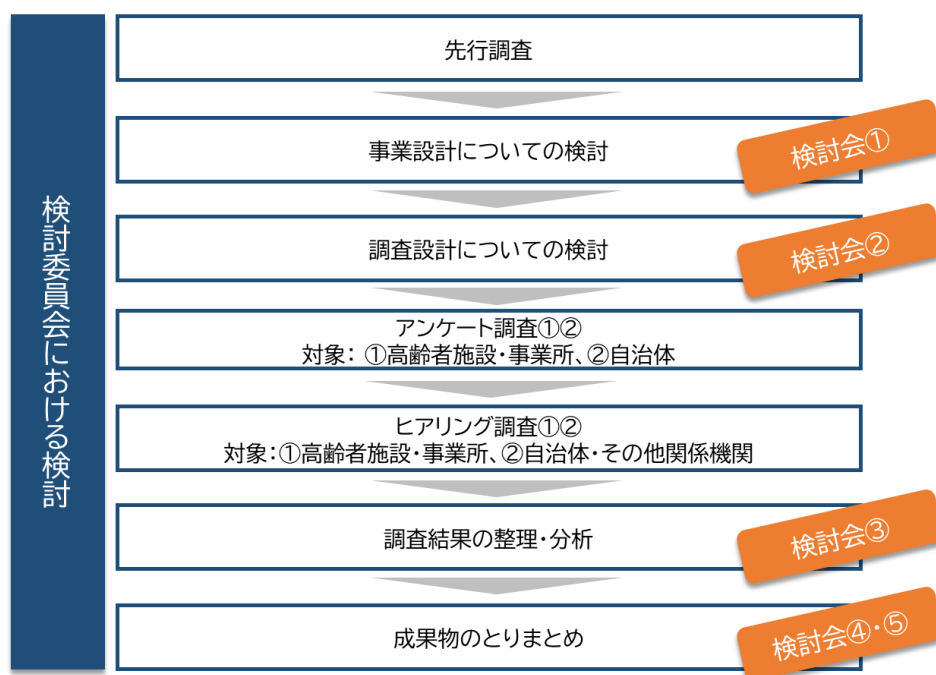 検討委員会における検討
先行調査
事業設計についての検討
検討会①
調査設計についての検討
検討会②
アンケート調査①②
対象： ①高齢者施設・事業所、②自治体
ヒアリング調査①②
対象：①高齢者施設・事業所、②自治体・その他関係機関
調査結果の整理・分析
検討会③
成果物のとりまとめ
検討会④・⑤